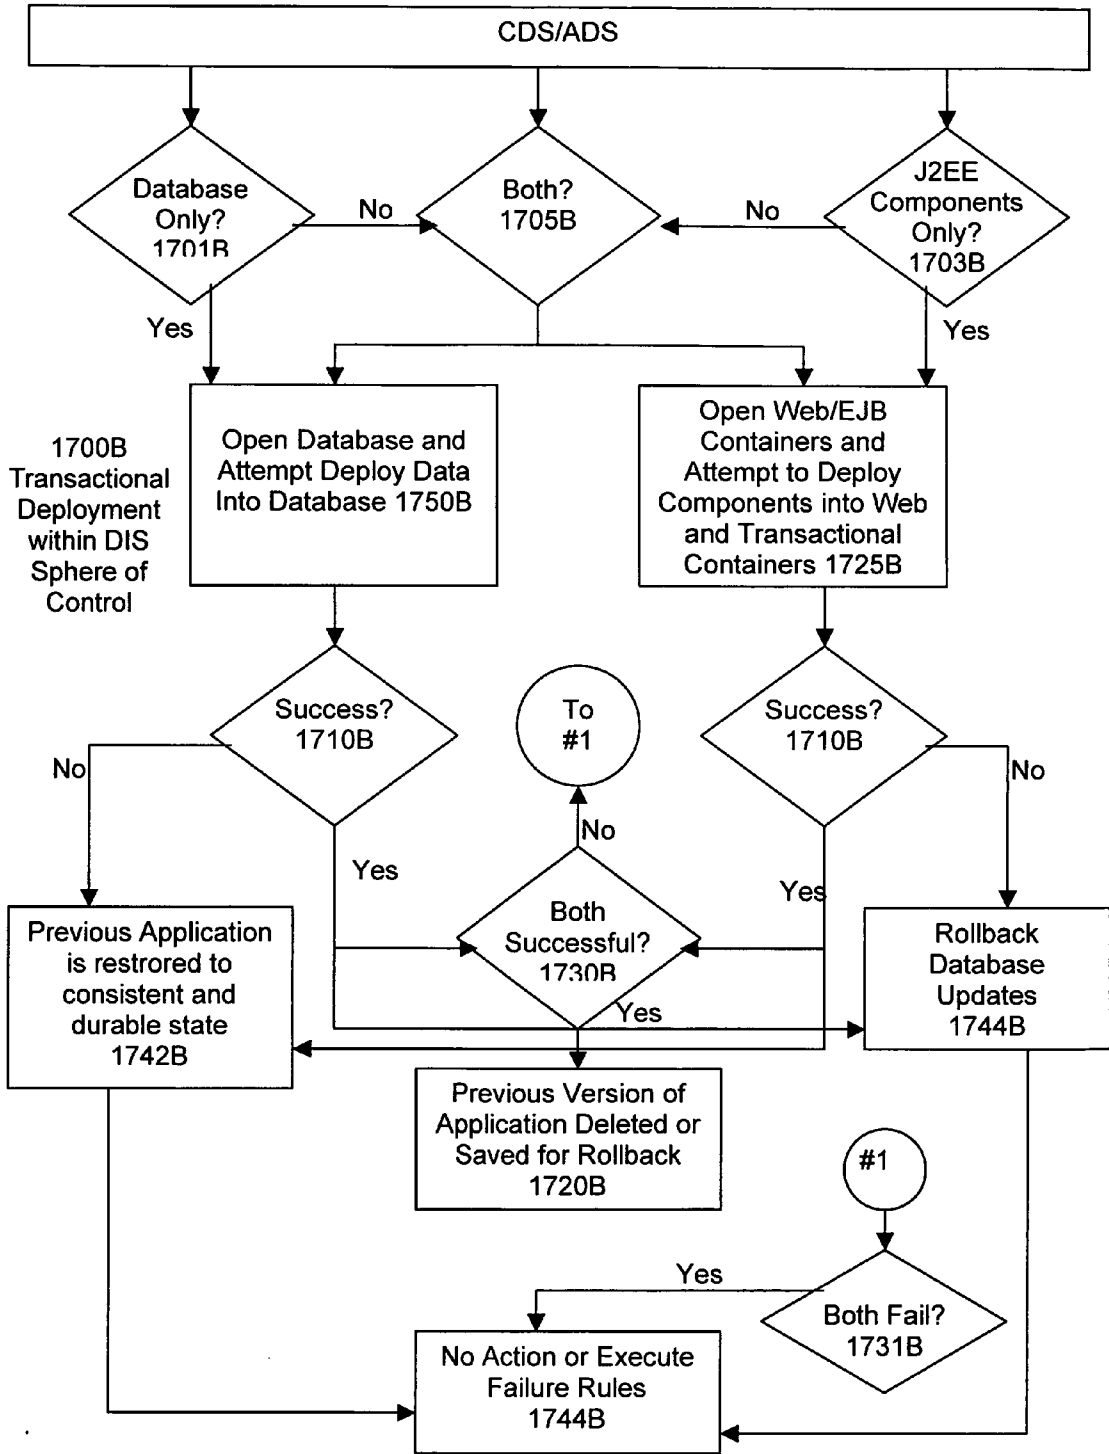 CDS/ADS
Database
Only?
1701B
Both?
1705B
J2EE
Components
Only?
1703B
No
No
Yes
Yes
1700B
Transactional
Deployment
within DIS
Sphere of
Control
Open Database and
Attempt Deploy Data
Into Database 1750B
Open Web/EJB
Containers and
Attempt to Deploy
Components into Web
and Transactional
Containers 1725B
Success?
1710B
To
#1
Success?
1710B
No
No
No
Yes
Yes
Both
Successful?
1730B
Yes
Previous Application
is restrored to
consistent and
durable state
1742B
Rollback
Database
Updates
1744B
Previous Version of
Application Deleted or
Saved for Rollback
1720B
#1
Yes
Both Fail?
1731B
No Action or Execute
Failure Rules
1744B